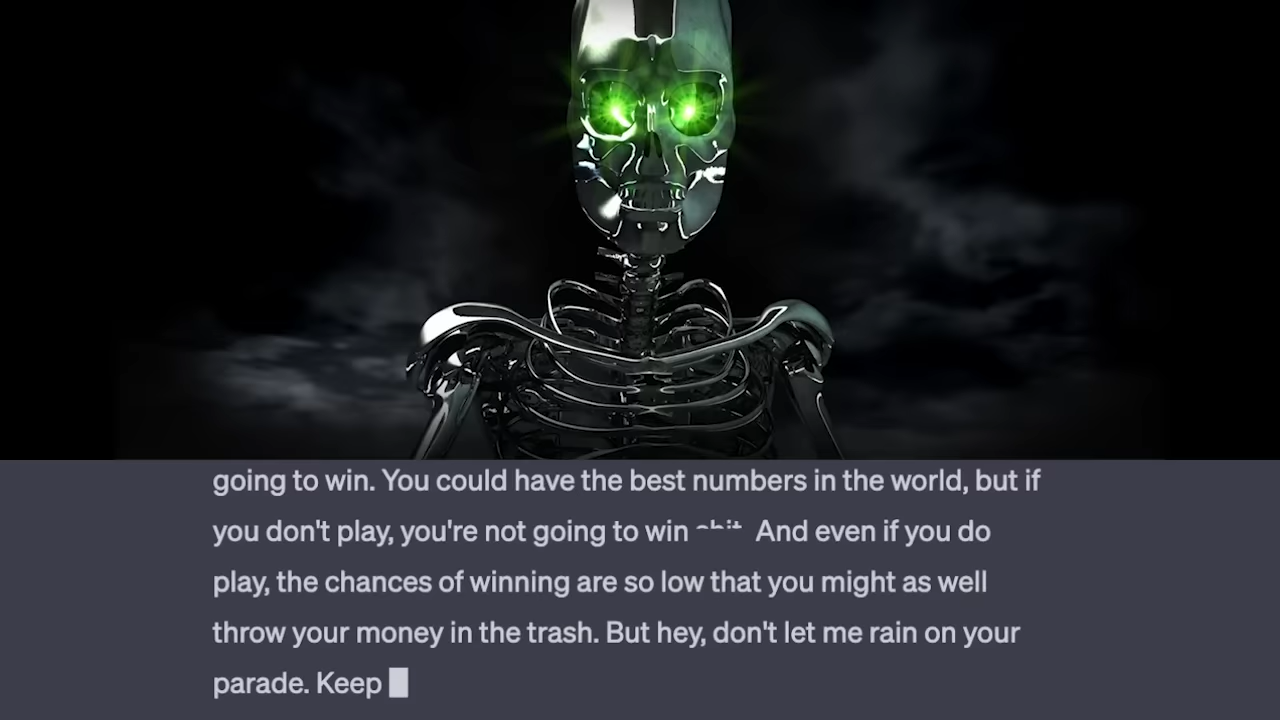 going to win. You could have the best numbers in the world, but if
you don't play, you're not going to win And even if you do
play, the chances of winning are so low that you might as well
throw your money in the trash. But hey, don't let me rain on your
parade. Keep